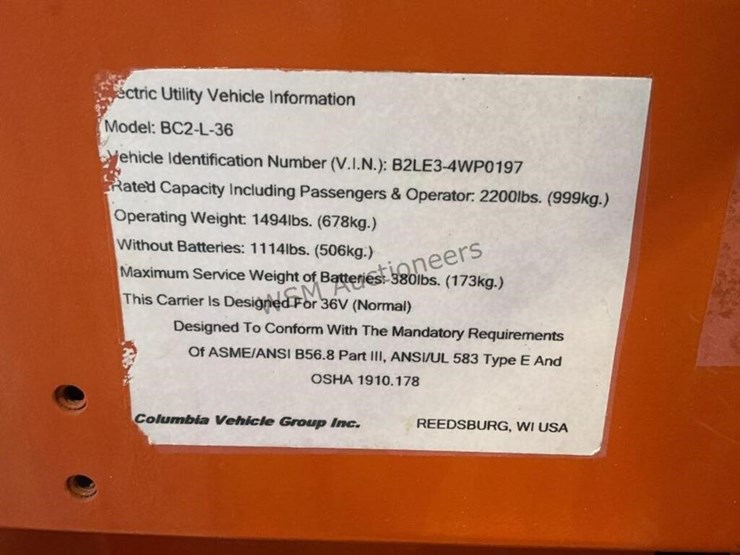 ectric Utility Vehicle Information
Model: BC2-L-36
Vehicle Identification Number (V.I.N.): B2LE3-4WP0197
Rated Capacity Including Passengers & Operator: 2200lbs. (999kg.)
Operating Weight: 1494lbs. (678kg.)
Without Batteries: 1114lbs. (506kg.)
Maximum Service Weight of Batteries: 380lbs. (173kg.)
This Carrier Is Designed For 36V (Normal)
Designed To Conform With The Mandatory Requirements
Of ASME/ANSI B56.8 Part III, ANSI/UL 583 Type E And
OSHA 1910.178
Columbia Vehicle Group Inc. REEDSBURG, WI USA
WSM Auctioneers